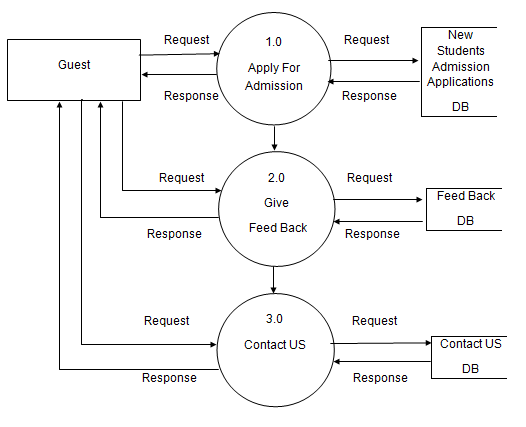 Request
1.0
Request
New
Students
Admission
Applications
DB
Guest
Apply For
Admission
Response
Response
Request
2.0
Request
Give
Feed Back
Feed Back
DB
Response
Response
Request
3.0
Request
Contact US
Contact US
DB
Response
Response